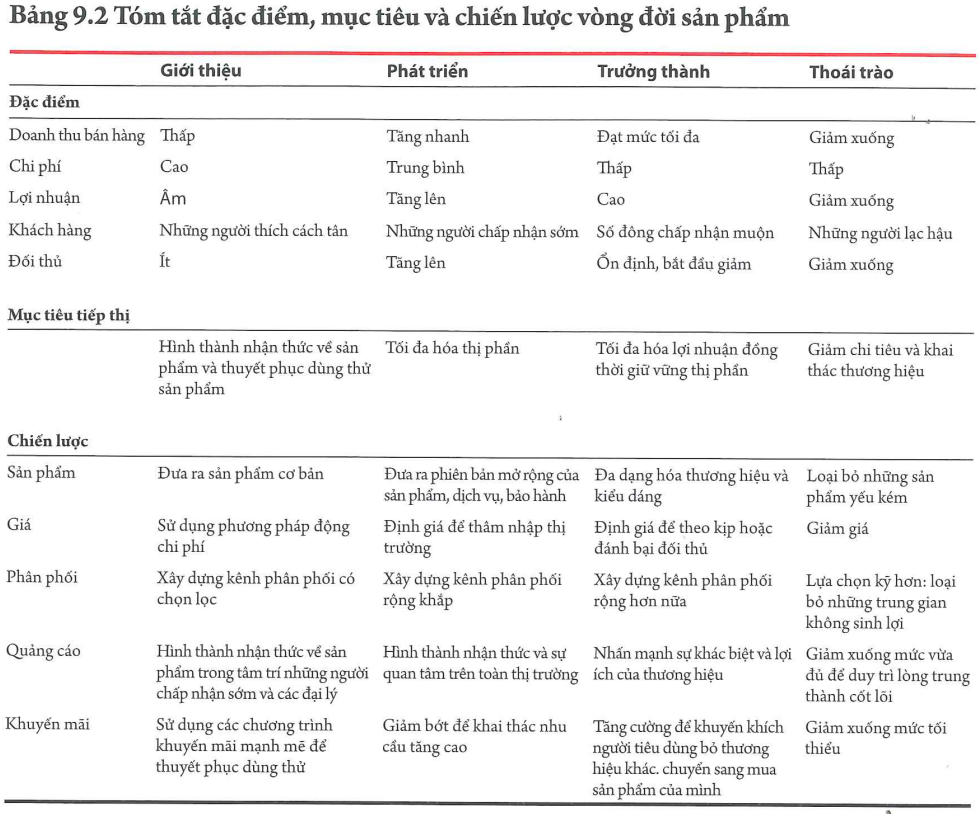 Bảng 9.2 Tóm tắt đặc điểm, mục tiêu và chiến lược vòng đời sản phẩm
Giới thiệu Phát triển Trưởng thành Thoái trào
Đặc điểm
Doanh thu bán hàng Thấp Tăng nhanh Đạt mức tối đa Giảm xuống
Chi phí Cao Trung bình Thấp Thấp
Lợi nhuận Âm Tăng lên Cao Giảm xuống
Khách hàng Những người thích cách tân Những người chấp nhận sớm Số đông chấp nhận muộn Những người lạc hậu
Đối thủ Ít Tăng lên Ổn định, bắt đầu giảm Giảm xuống
Mục tiêu tiếp thị
Hình thành nhận thức về sản Tối đa hóa thị phần Tối đa hóa lợi nhuận đồng Giảm chi tiêu và khai
phẩm và thuyết phục dùng thử thời giữ vững thị phần thác thương hiệu
sản phẩm
Chiến lược
Sản phẩm Đưa ra sản phẩm cơ bản Đưa ra phiên bản mở rộng của Đa dạng hóa thương hiệu và Loại bỏ những sản
sản phẩm, dịch vụ, bảo hành kiểu dáng phẩm yếu kém
Giá Sử dụng phương pháp động Định giá để thâm nhập thị Định giá để theo kịp hoặc Giảm giá
chi phí trường đánh bại đối thủ
Phân phối Xây dựng kênh phân phối có Xây dựng kênh phân phối Xây dựng kênh phân phối Lựa chọn kỹ hơn: loại
chọn lọc rộng khắp rộng hơn nữa bỏ những trung gian
không sinh lợi
Quảng cáo Hình thành nhận thức về sản Hình thành nhận thức và sự Nhấn mạnh sự khác biệt và lợi Giảm xuống mức vừa
phẩm trong tâm trí những người quan tâm trên toàn thị trường ích của thương hiệu đủ để duy trì lòng trung
chấp nhận sớm và các đại lý thành cốt lõi
Khuyến mãi Sử dụng các chương trình Giảm bớt để khai thác nhu Tăng cường để khuyến khích Giảm xuống mức tối
khuyến mãi mạnh mẽ để cầu tăng cao người tiêu dùng bỏ thương thiểu
thuyết phục dùng thử hiệu khác. chuyển sang mua
sản phẩm của mình